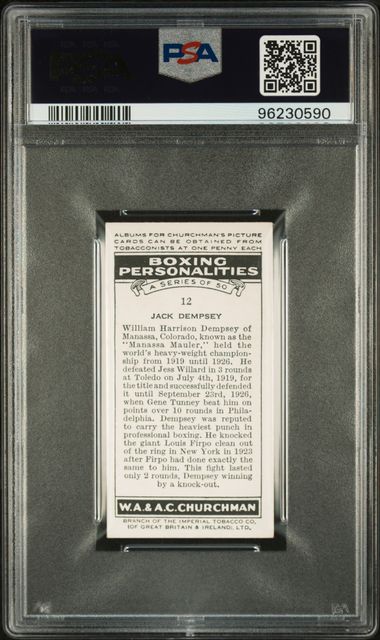 PSA
96230590
ALBUMS FOR CHURCHMAN'S PICTURE
CARDS CAN BE OBTAINED FROM
TOBACCONISTS AT ONE PENNY EACH
BOXING
PERSONALITIES
A SERIES OF 50
12
JACK DEMPSEY
William Harrison Dempsey of
Manassa, Colorado, known as the
"Manassa Mauler," held the
world's heavy-weight champion-
ship from 1919 until 1926. He
defeated Jess Willard in 3 rounds
at Toledo on July 4th, 1919, for
the title and successfully defended
it until September 23rd, 1926,
when Gene Tunney beat him on
points over 10 rounds in Phila-
delphia. Dempsey was reputed
to carry the heaviest punch in
professional boxing. He knocked
the giant Louis Firpo clean out
of the ring in New York in 1923
after Firpo had done exactly the
same to him. This fight lasted
only 2 rounds, Dempsey winning
by a knock-out.
W.A. & A.C. CHURCHMAN
BRANCH OF THE IMPERIAL TOBACCO CO.
(OF GREAT BRITAIN & IRELAND), LTD.